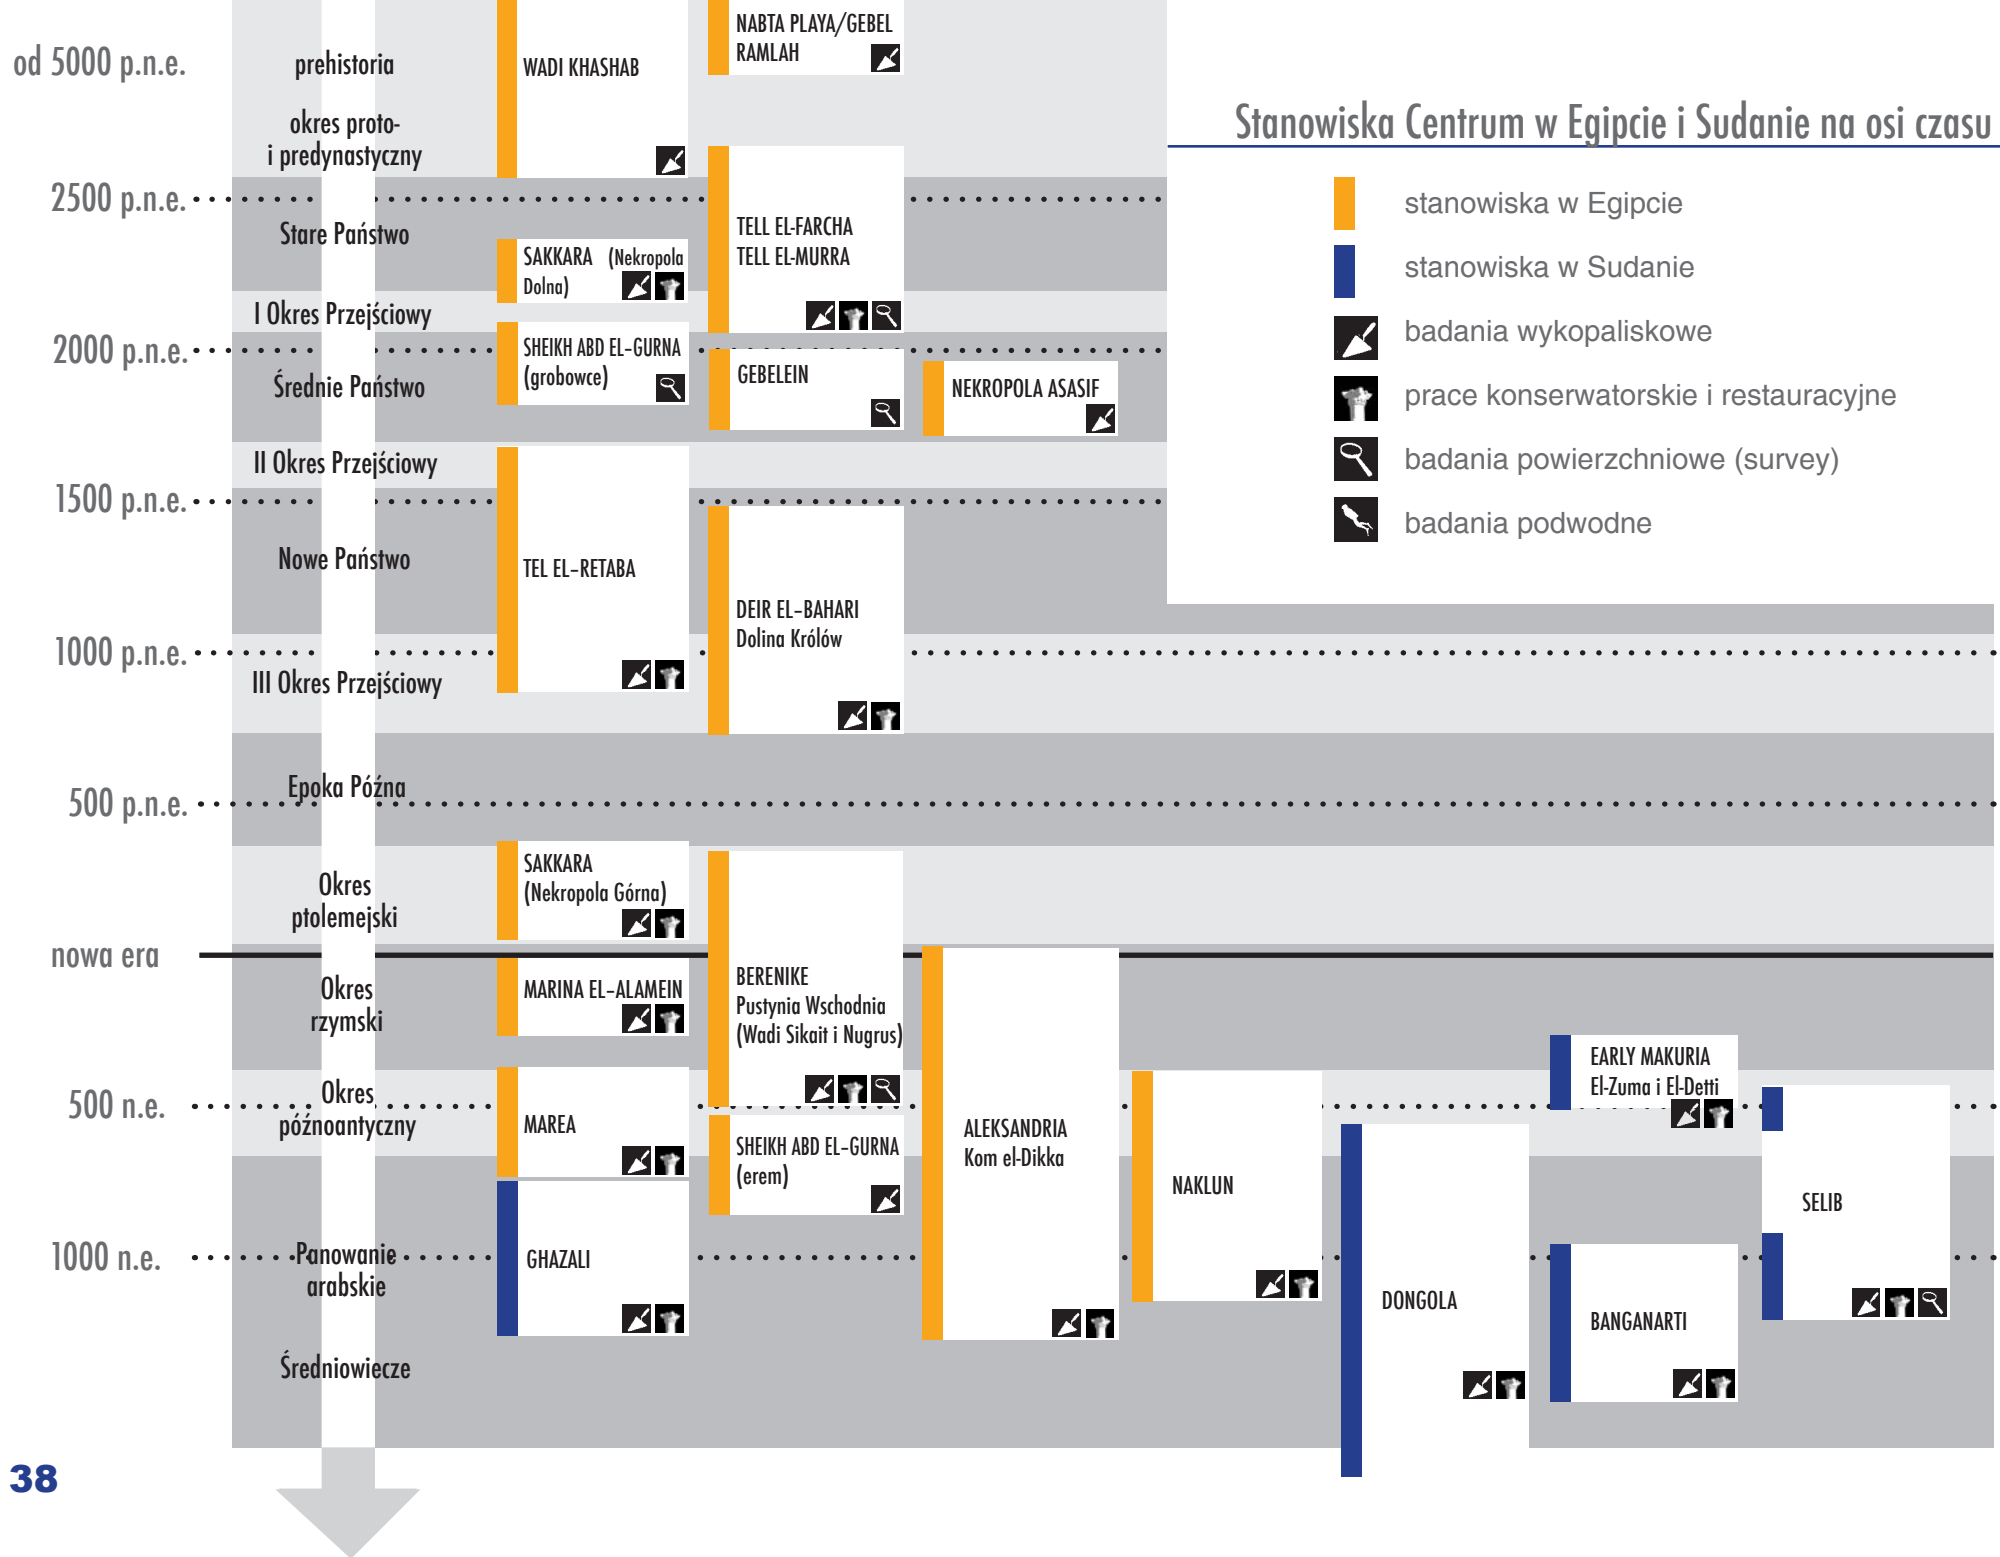 od 5000 p.n.e.
prehistoria
okres proto-
i predynastyczny
2500 p.n.e.
Stare Państwo
I Okres Przejściowy
2000 p.n.e.
Średnie Państwo
II Okres Przejściowy
1500 p.n.e.
Nowe Państwo
1000 p.n.e.
III Okres Przejściowy
Epoka Późna
500 p.n.e.
Okres
ptolemejski
nowa era
Okres
rzymski
Okres
500 n.e.
późnoantyczny
1000 n.e.
Panowanie
arabskie
Średniowiecze
WADI KHASHAB
NABTA PLAYA/GEBEL
RAMLAH
SAKKARA (Nekropola
Dolna)
TELL EL-FARCHA
TELL EL-MURRA
SHEIKH ABD EL-GURNA
(grobowce)
GEBELEIN
NEKROPOLA ASASIF
TEL EL-RETABA
DEIR EL-BAHARI
Dolina Królów
SAKKARA
(Nekropola Górna)
MARINA EL-ALAMEIN
BERENIKE
Pustynia Wschodnia
(Wadi Sikait i Nugrus)
MAREA
SHEIKH ABD EL-GURNA
(erem)
GHAZALI
ALEKSANDRIA
Kom el-Dikka
NAKLUN
DONGOLA
EARLY MAKURIA
El-Zuma i El-Detti
BANGANARTI
SELIB
Stanowiska Centrum w Egipcie i Sudanie na osi czasu
stanowiska w Egipcie
stanowiska w Sudanie
badania wykopaliskowe
prace konserwatorskie i restauracyjne
badania powierzchniowe (survey)
badania podwodne
38